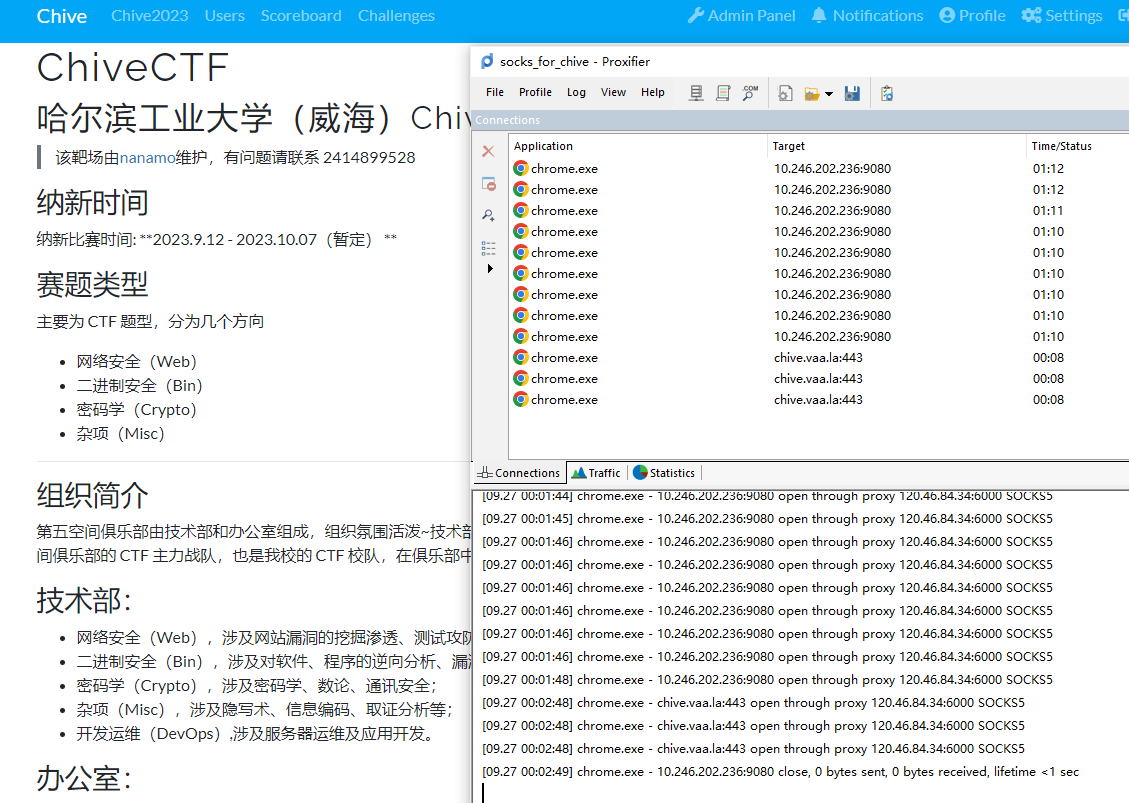 Chive Chive2023 Users Scoreboard Challenges Admin Panel Notifications Profile Settings
ChiveCTF
哈尔滨工业大学（威海）Chiv
该靶场由nanamo维护，有问题请联系 2414899528
纳新时间
纳新比赛时间: **2023.9.12 - 2023.10.07（暂定） **
赛题类型
主要为 CTF 题型，分为几个方向
网络安全（Web）
二进制安全（Bin）
密码学（Crypto）
杂项（Misc）
组织简介
第五空间俱乐部由技术部和办公室组成，组织氛围活泼~技术部
间俱乐部的 CTF 主力战队，也是我校的 CTF 校队，在俱乐部中
技术部：
网络安全（Web），涉及网站漏洞的挖掘渗透、测试攻防
二进制安全（Bin），涉及对软件、程序的逆向分析、漏
密码学（Crypto），涉及密码学、数论、通讯安全；
杂项（Misc），涉及隐写术、信息编码、取证分析等；
开发运维（DevOps）,涉及服务器运维及应用开发。
办公室：
socks_for_chive - Proxifier
File Profile Log View Help .COM
Connections
Application Target Time/Status
chrome.exe 10.246.202.236:9080 01:12
chrome.exe 10.246.202.236:9080 01:12
chrome.exe 10.246.202.236:9080 01:11
chrome.exe 10.246.202.236:9080 01:10
chrome.exe 10.246.202.236:9080 01:10
chrome.exe 10.246.202.236:9080 01:10
chrome.exe 10.246.202.236:9080 01:10
chrome.exe 10.246.202.236:9080 01:10
chrome.exe 10.246.202.236:9080 01:10
chrome.exe chive.vaa.la:443 00:08
chrome.exe chive.vaa.la:443 00:08
chrome.exe chive.vaa.la:443 00:08
Connections Traffic Statistics
[09.27 00:01:44] chrome.exe - 10.246.202.236:9080 open through proxy 120.46.84.34:6000 SOCKS5
[09.27 00:01:45] chrome.exe - 10.246.202.236:9080 open through proxy 120.46.84.34:6000 SOCKS5
[09.27 00:01:46] chrome.exe - 10.246.202.236:9080 open through proxy 120.46.84.34:6000 SOCKS5
[09.27 00:01:46] chrome.exe - 10.246.202.236:9080 open through proxy 120.46.84.34:6000 SOCKS5
[09.27 00:01:46] chrome.exe - 10.246.202.236:9080 open through proxy 120.46.84.34:6000 SOCKS5
[09.27 00:01:46] chrome.exe - 10.246.202.236:9080 open through proxy 120.46.84.34:6000 SOCKS5
[09.27 00:01:46] chrome.exe - 10.246.202.236:9080 open through proxy 120.46.84.34:6000 SOCKS5
[09.27 00:01:46] chrome.exe - 10.246.202.236:9080 open through proxy 120.46.84.34:6000 SOCKS5
[09.27 00:01:48] chrome.exe - 10.246.202.236:9080 open through proxy 120.46.84.34:6000 SOCKS5
[09.27 00:02:48] chrome.exe - chive.vaa.la:443 open through proxy 120.46.84.34:6000 SOCKS5
[09.27 00:02:48] chrome.exe - chive.vaa.la:443 open through proxy 120.46.84.34:6000 SOCKS5
[09.27 00:02:48] chrome.exe - chive.vaa.la:443 open through proxy 120.46.84.34:6000 SOCKS5
[09.27 00:02:49] chrome.exe - 10.246.202.236:9080 close, 0 bytes sent, 0 bytes received, lifetime <1 sec